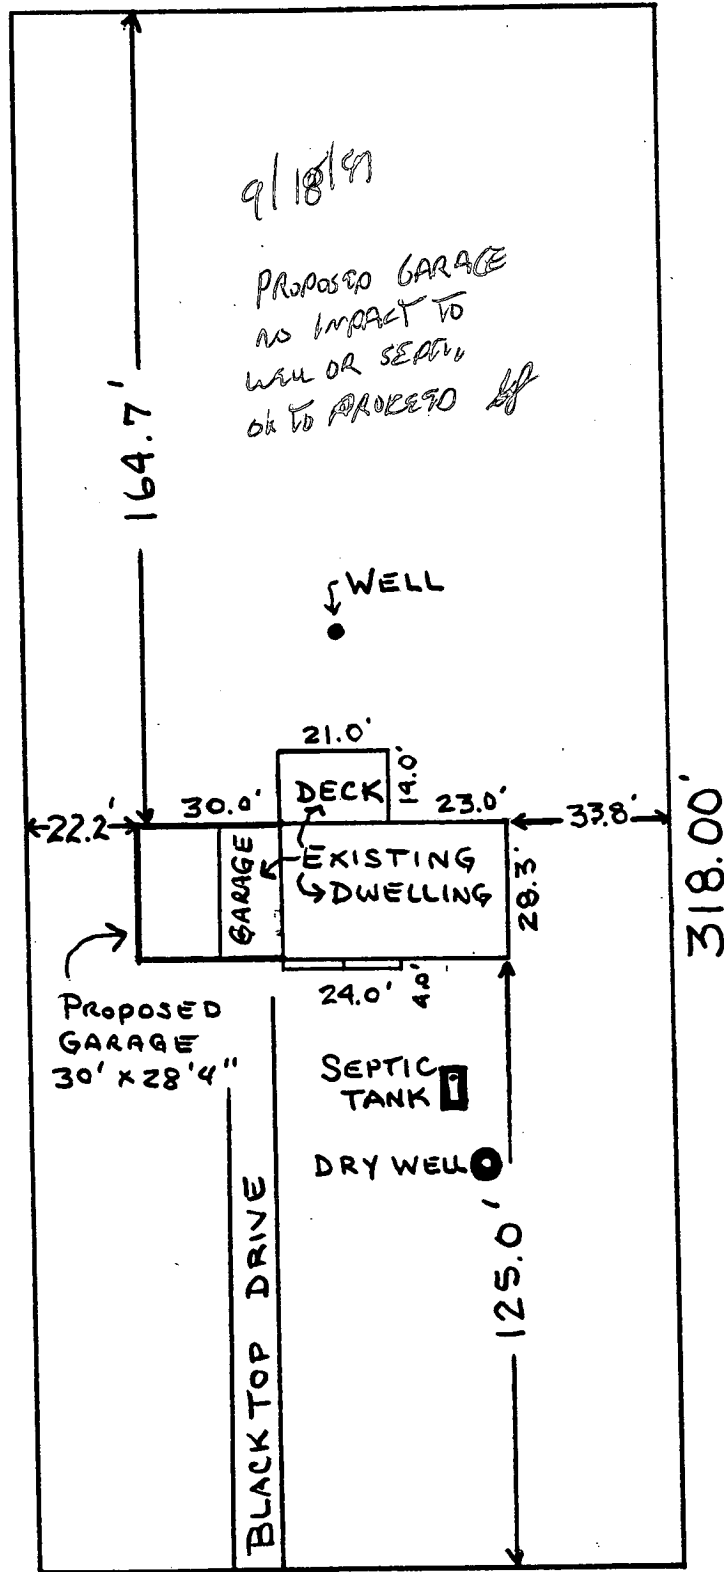 9/18/97
PROPOSED GARAGE
NO IMPACT TO
WELL OR SEPTIC
OK TO PROCEED
164.7'
WELL
21.0'
DECK
14.0'
30.0'
23.0'
22.2'
33.8'
GARAGE
EXISTING
DWELLING
28.3'
318.00'
24.0'
4.0'
PROPOSED
GARAGE
30' x 28'4"
SEPTIC
TANK
DRY WELL
125.0'
BLACK TOP DRIVE